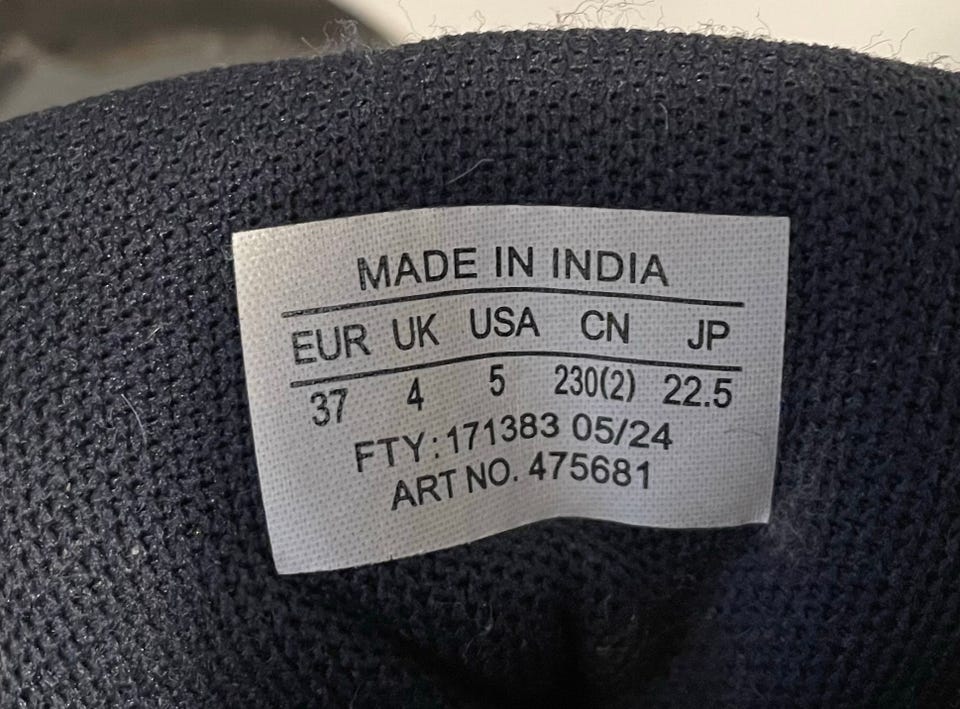 MADE IN INDIA
EUR UK USA CN JP
37 4 5 230(2) 22.5
FTY: 171383 05/24
ART NO. 475681